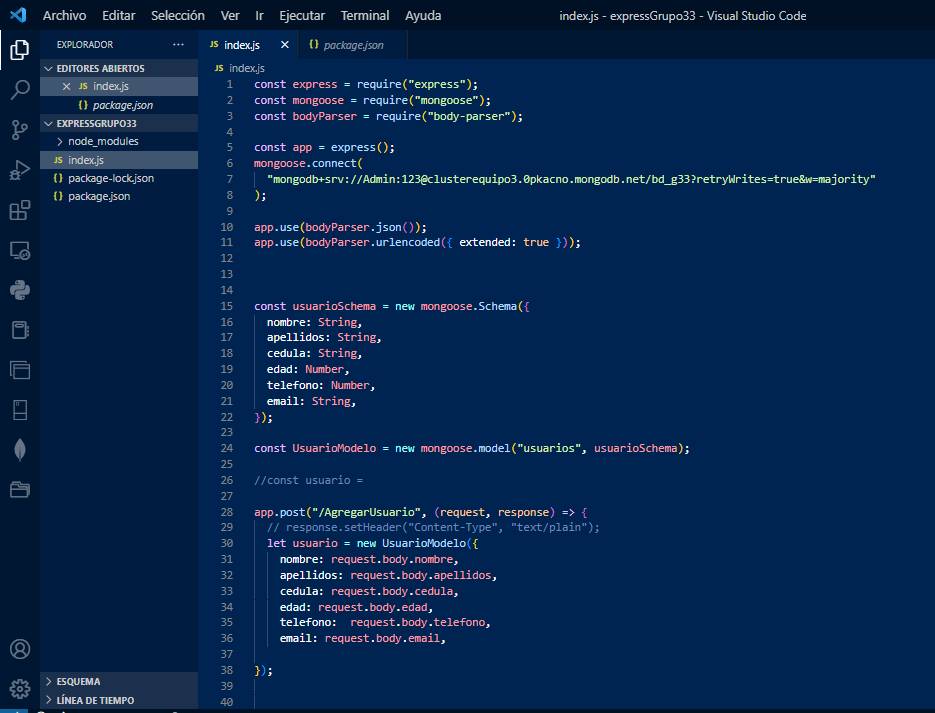 Archivo Editar Selección Ver Ir Ejecutar Terminal Ayuda index.js - expressGrupo33 - Visual Studio Code
EXPLORADOR ···
EDITORES ABIERTOS
JS index.js
{} package.json
EXPRESSGRUPO33
node_modules
JS index.js
{} package-lock.json
{} package.json
ESQUEMA
LÍNEA DE TIEMPO
JS index.js {} package.json
JS index.js
1 const express = require("express");
2 const mongoose = require("mongoose");
3 const bodyParser = require("body-parser");
4
5 const app = express();
6 mongoose.connect(
7 "mongodb+srv://Admin:123@clusterequipo3.0pkacno.mongodb.net/bd_g33?retryWrites=true&w=majority"
8 );
9
10 app.use(bodyParser.json());
11 app.use(bodyParser.urlencoded({ extended: true }));
12
13
14
15 const usuarioSchema = new mongoose.Schema({
16 nombre: String,
17 apellidos: String,
18 cedula: String,
19 edad: Number,
20 telefono: Number,
21 email: String,
22 });
23
24 const UsuarioModelo = new mongoose.model("usuarios", usuarioSchema);
25
26 //const usuario =
27
28 app.post("/AgregarUsuario", (request, response) => {
29 // response.setHeader("Content-Type", "text/plain");
30 let usuario = new UsuarioModelo({
31 nombre: request.body.nombre,
32 apellidos: request.body.apellidos,
33 cedula: request.body.cedula,
34 edad: request.body.edad,
35 telefono:  request.body.telefono,
36 email: request.body.email,
37
38 });
39
40